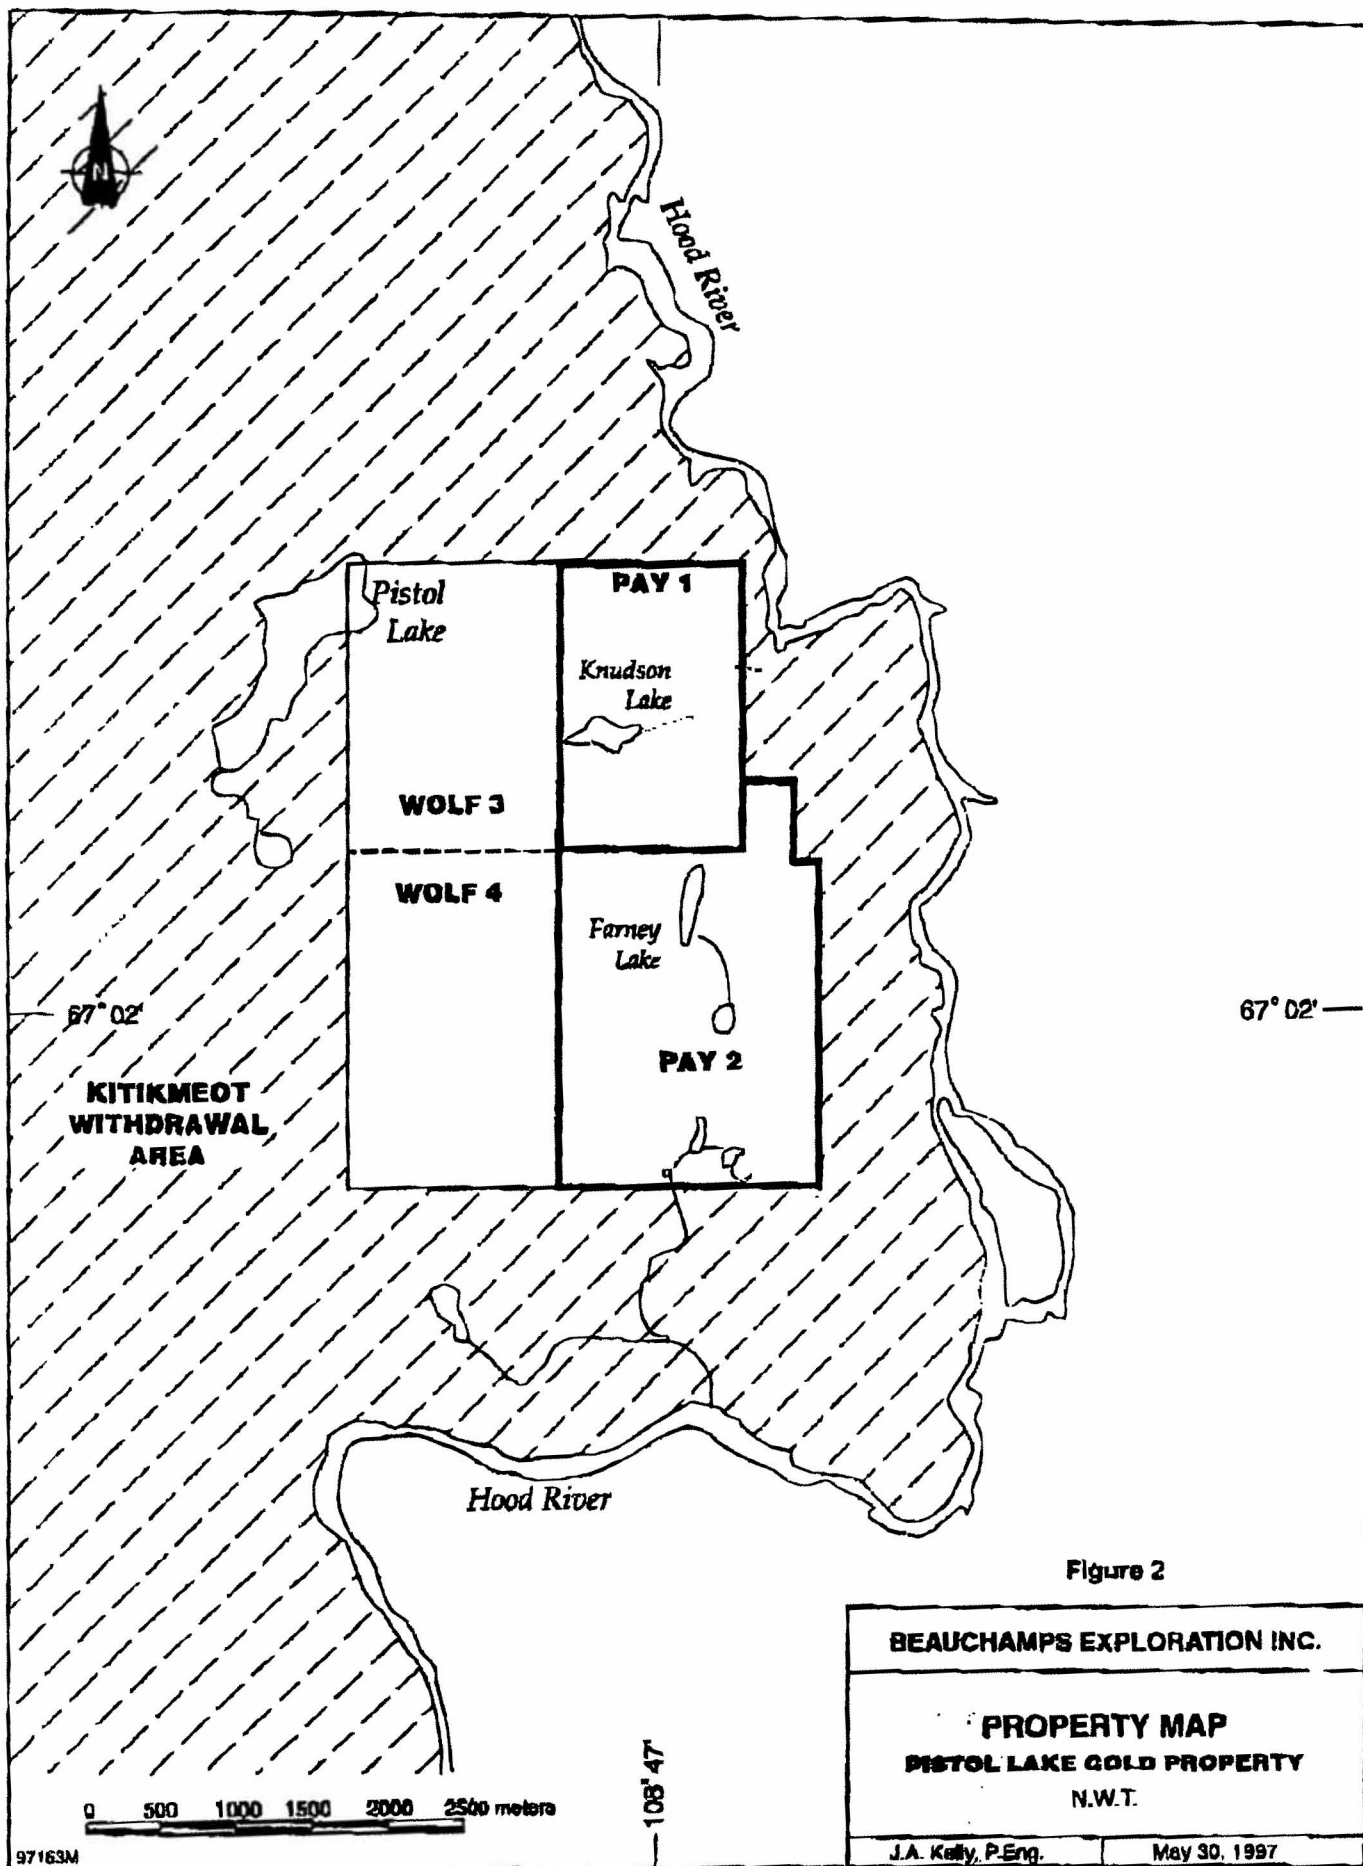 N
Hood River
PAY 1
Pistol
Lake
Knudson
Lake
WOLF 3
WOLF 4
Farney
Lake
67° 02'
67° 02'
PAY 2
KITIKMEOT
WITHDRAWAL
AREA
Hood River
Figure 2
BEAUCHAMPS EXPLORATION INC.
PROPERTY MAP
PISTOL LAKE GOLD PROPERTY
N.W.T.
J.A. Kelly, P.Eng.
May 30, 1997
108° 47'
0 500 1000 1500 2000 2500 meters
97163M